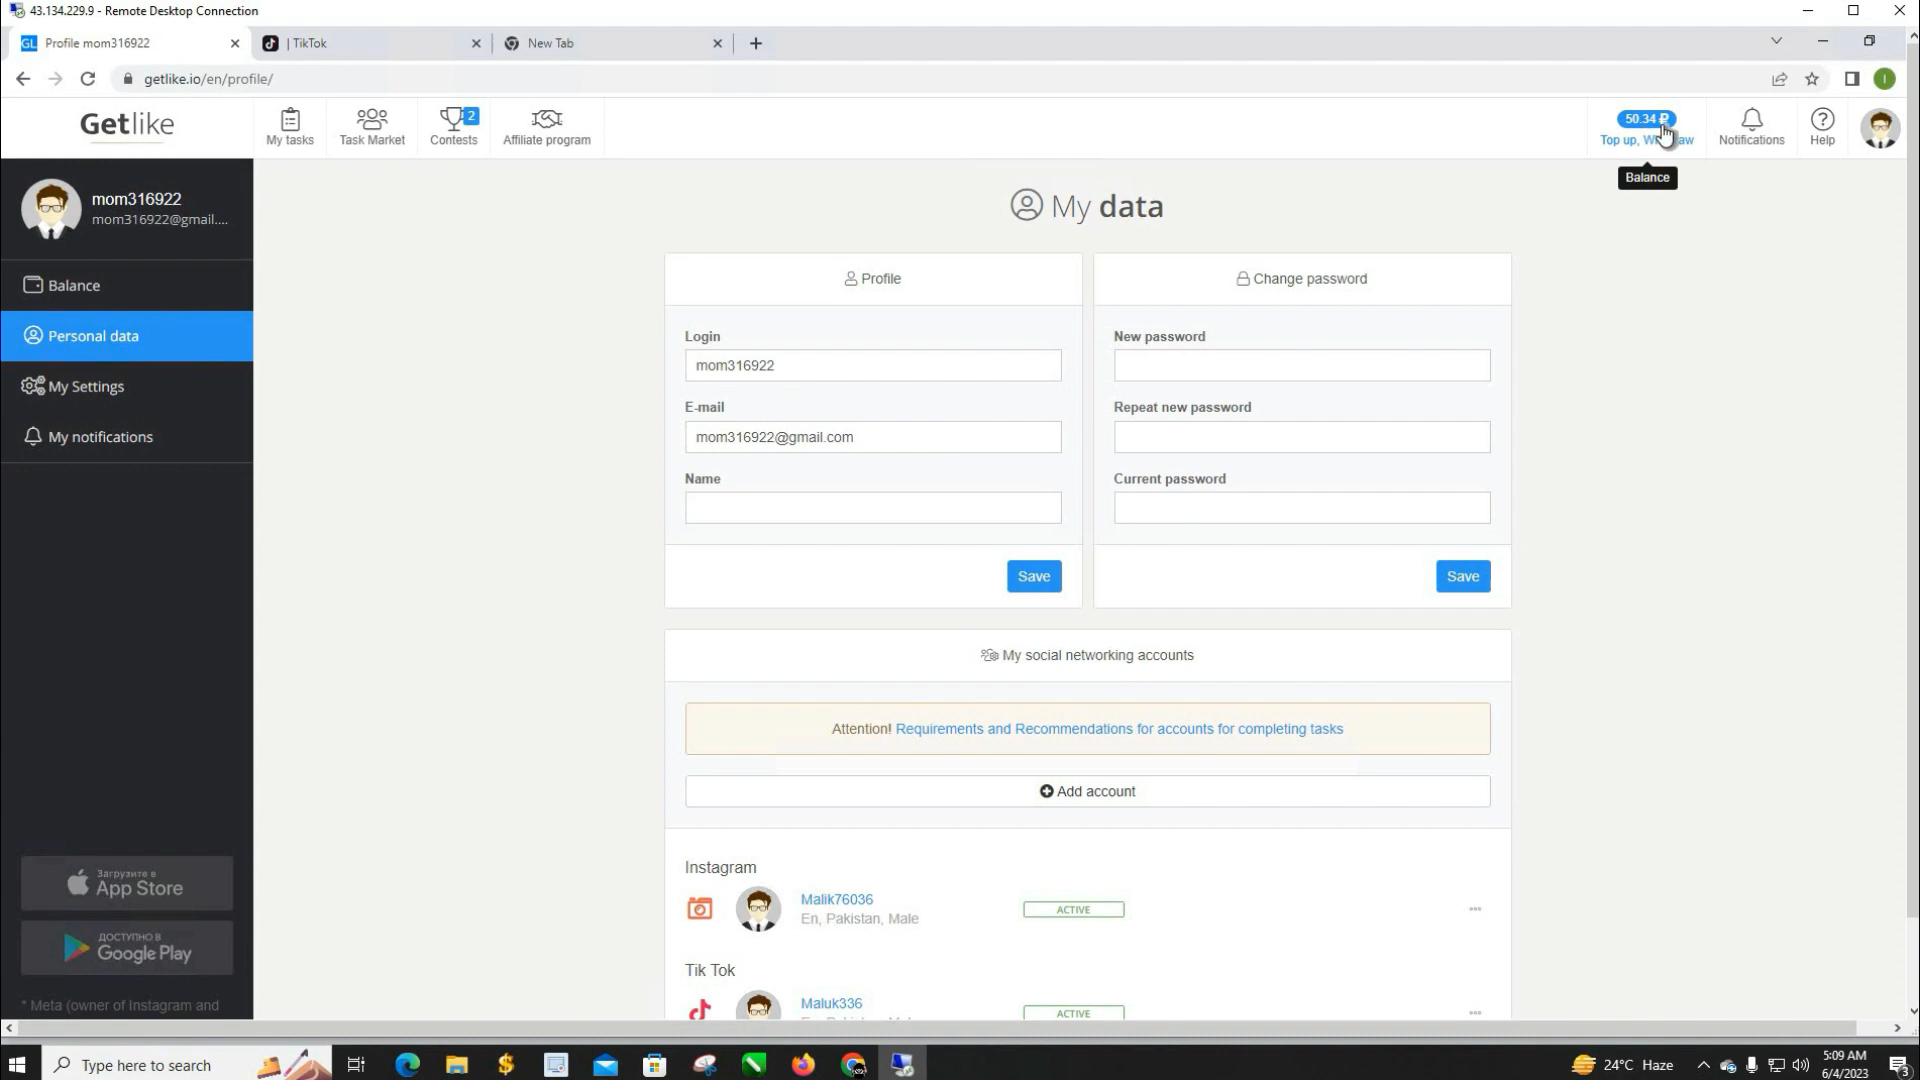 43.134.229.9 - Remote Desktop Connection
GL Profile mom316922
| TikTok
New Tab
getlike.io/en/profile/
I
Getlike
My tasks
Task Market
2
Contests
Affiliate program
50.34 ₽
Top up,
Notifications
Help
Balance
mom316922
mom316922@gmail....
Balance
Personal data
My Settings
My notifications
Загрузите в
App Store
ДОСТУПНО В
Google Play
* Meta (owner of Instagram and
My data
Profile
Login
mom316922
E-mail
mom316922@gmail.com
Name
Save
Change password
New password
Repeat new password
Current password
Save
My social networking accounts
Attention! Requirements and Recommendations for accounts for completing tasks
Add account
Instagram
Malik76036
En, Pakistan, Male
ACTIVE
Tik Tok
Maluk336
ACTIVE
Type here to search
24°C Haze
5:09 AM
6/4/2023
3